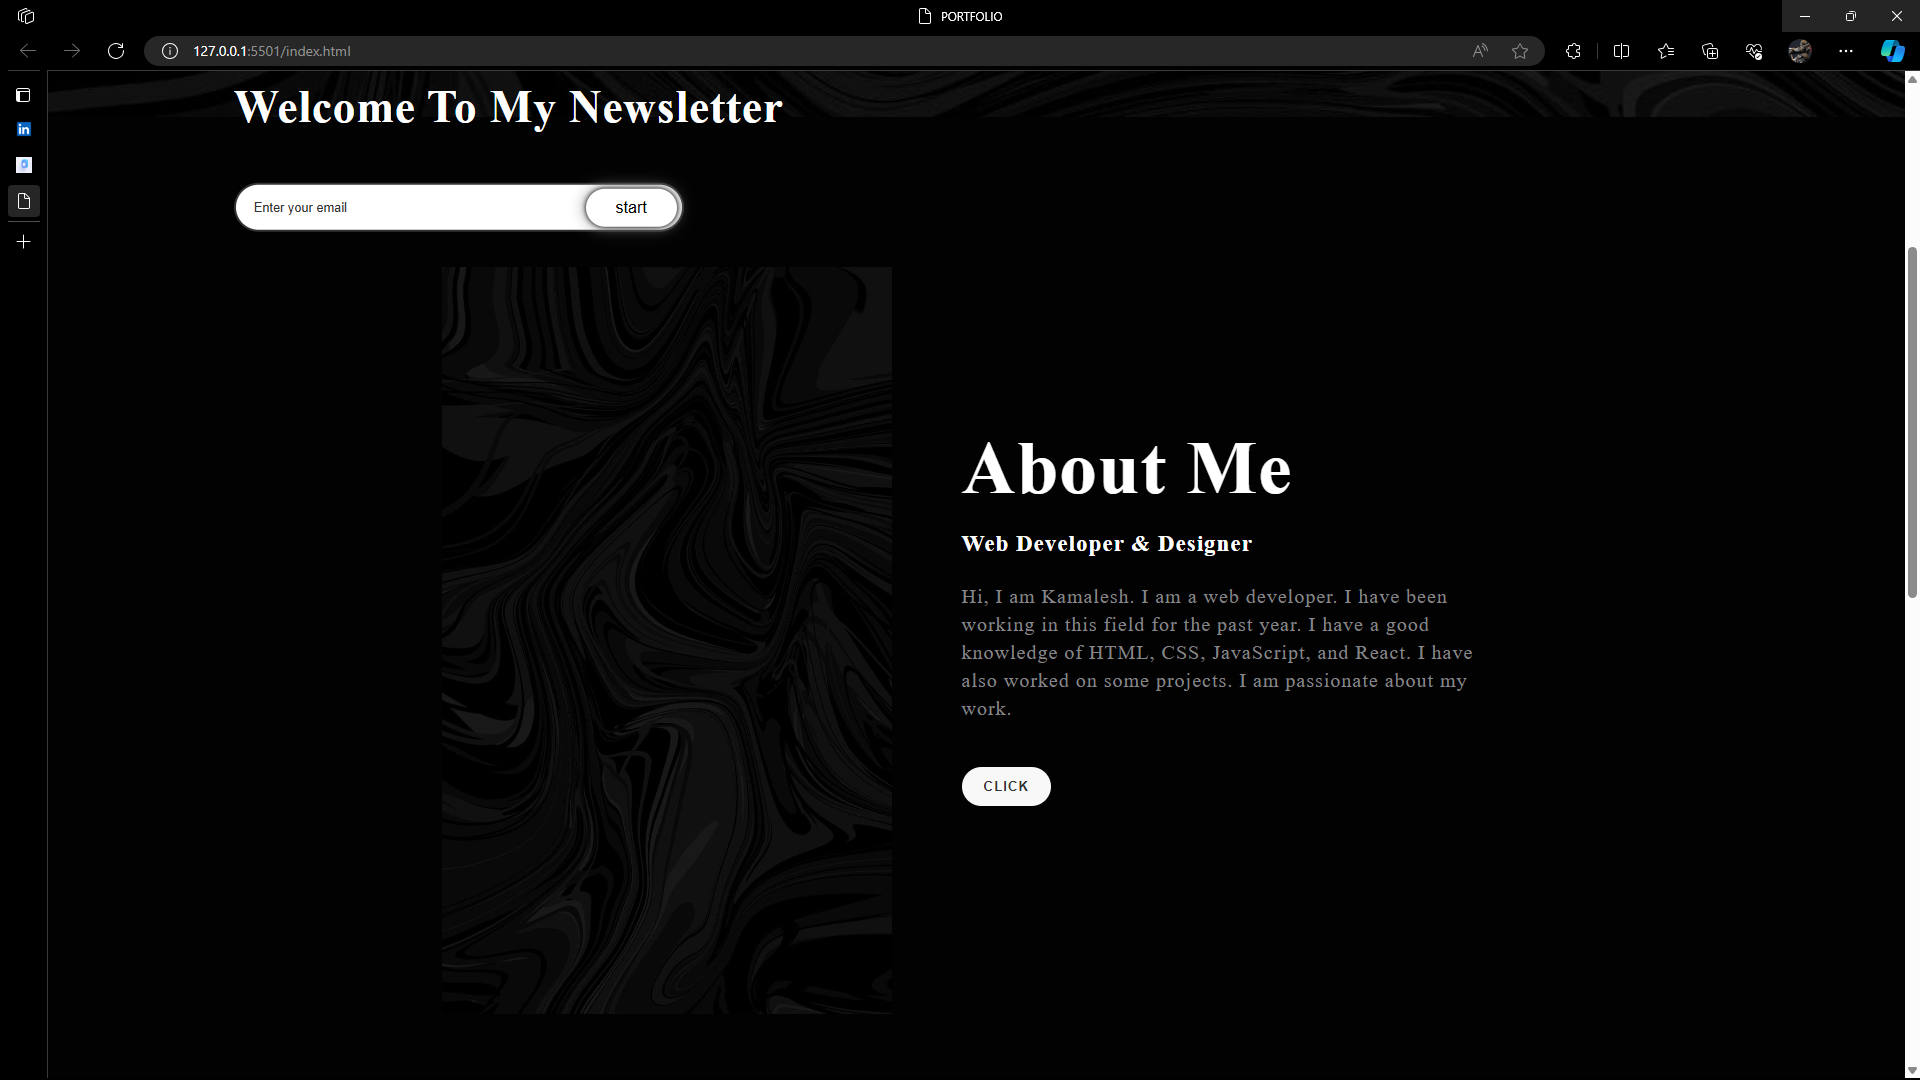 PORTFOLIO
127.0.0.1:5501/index.html
in
Welcome To My Newsletter
Enter your email
start
About Me
Web Developer & Designer
Hi, I am Kamalesh. I am a web developer. I have been
working in this field for the past year. I have a good
knowledge of HTML, CSS, JavaScript, and React. I have
also worked on some projects. I am passionate about my
work.
CLICK